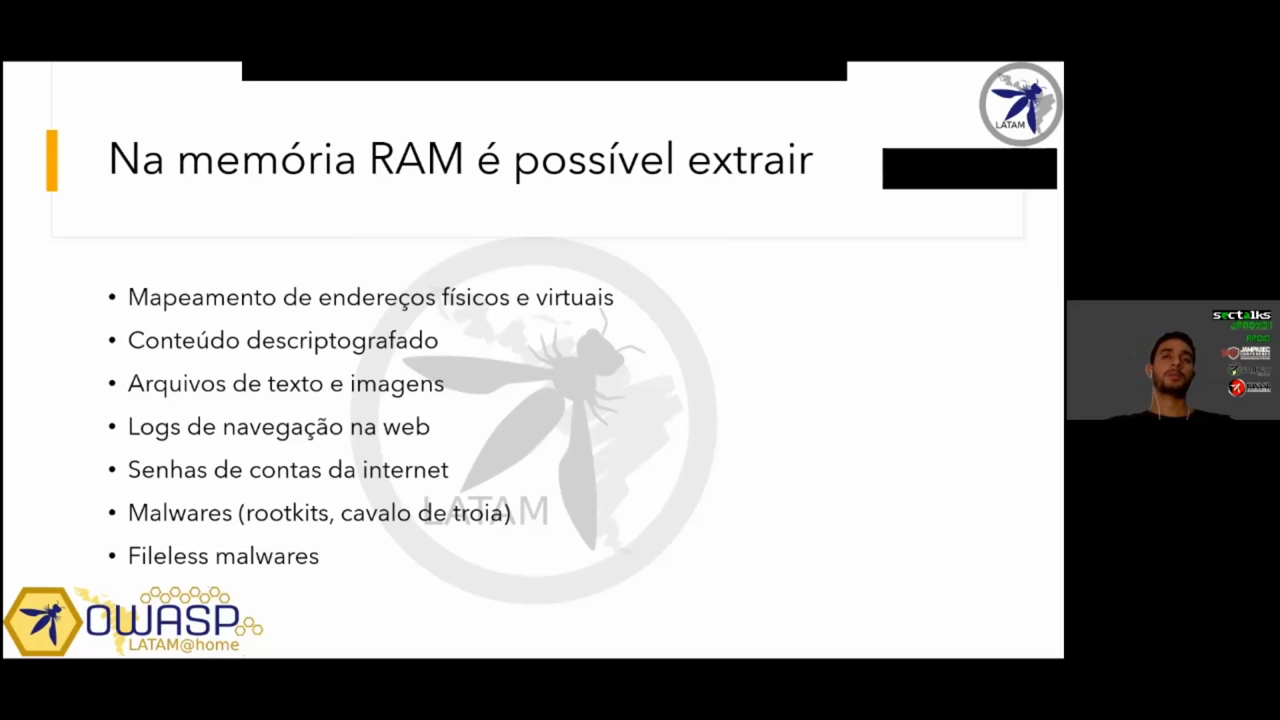 LATAM
Na memória RAM é possível extrair
• Mapeamento de endereços físicos e virtuais
• Conteúdo descriptografado
• Arquivos de texto e imagens
• Logs de navegação na web
• Senhas de contas da internet
• Malwares (rootkits, cavalo de troia)
• Fileless malwares
LATAM
OWASP
LATAM@home
sectalks
APOIO